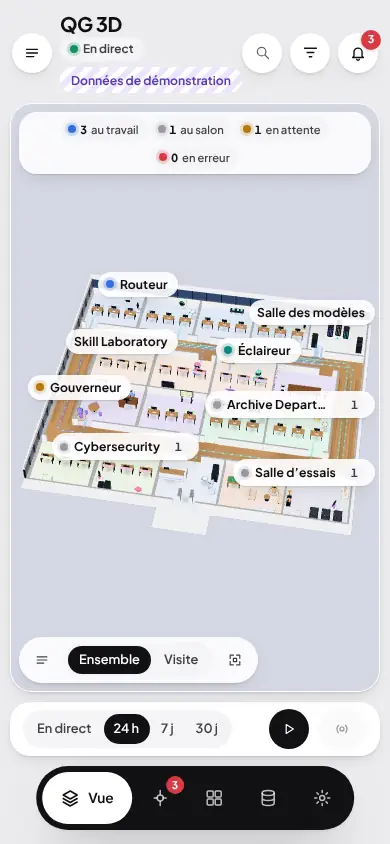 QG 3D
En direct
Données de démonstration
3
3 au travail
1 au salon
1 en attente
0 en erreur
Routeur
Salle des modèles
Skill Laboratory
Éclaireur
Gouverneur
Archive Depart... 1
Cybersecurity 1
Salle d'essais 1
Ensemble
Visite
En direct
24 h
7 j
30 j
3
Vue